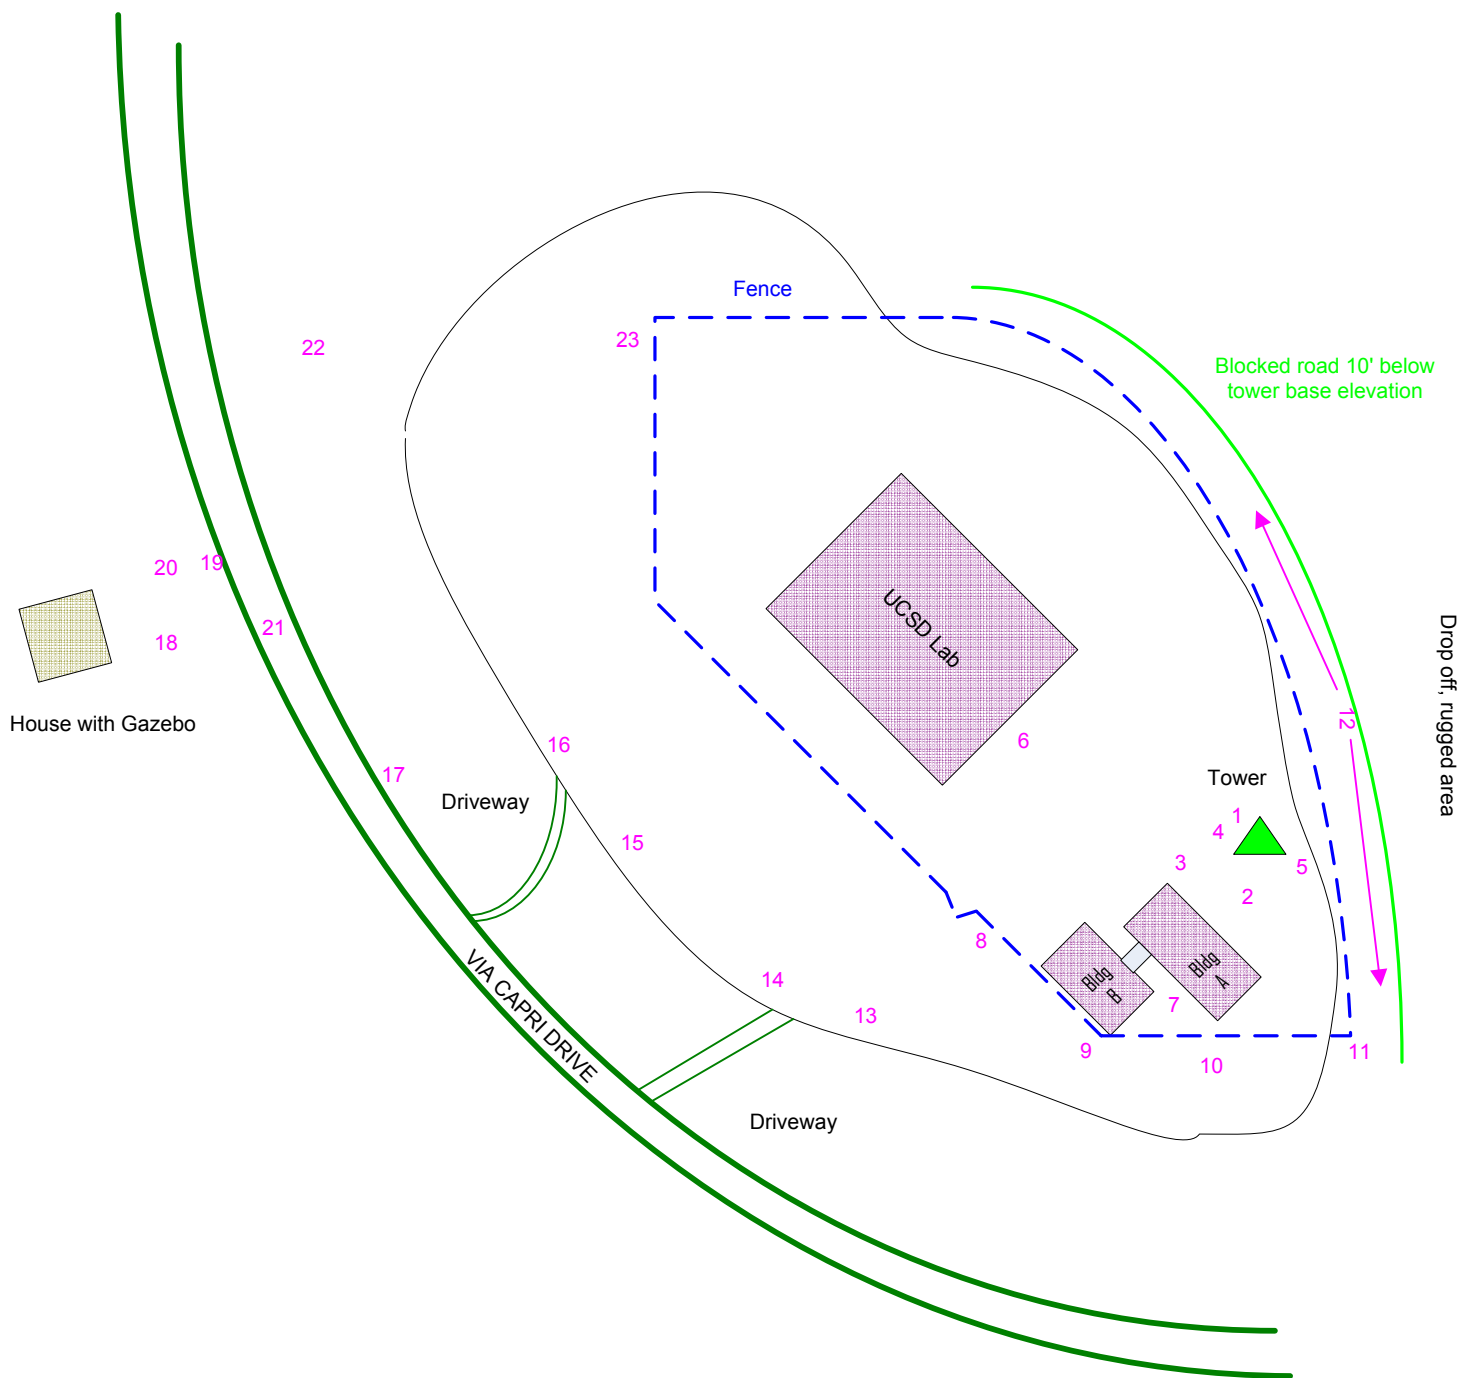 Fence
22
23
Blocked road 10' below
tower base elevation
20
19
18
21
UCSD Lab
Drop off, rugged area
House with Gazebo
12
16
6
17
Driveway
Tower
1
4
15
3
5
2
8
14
Bldg
B
Bldg
A
13
7
VIA CAPRI DRIVE
9
10
11
Driveway